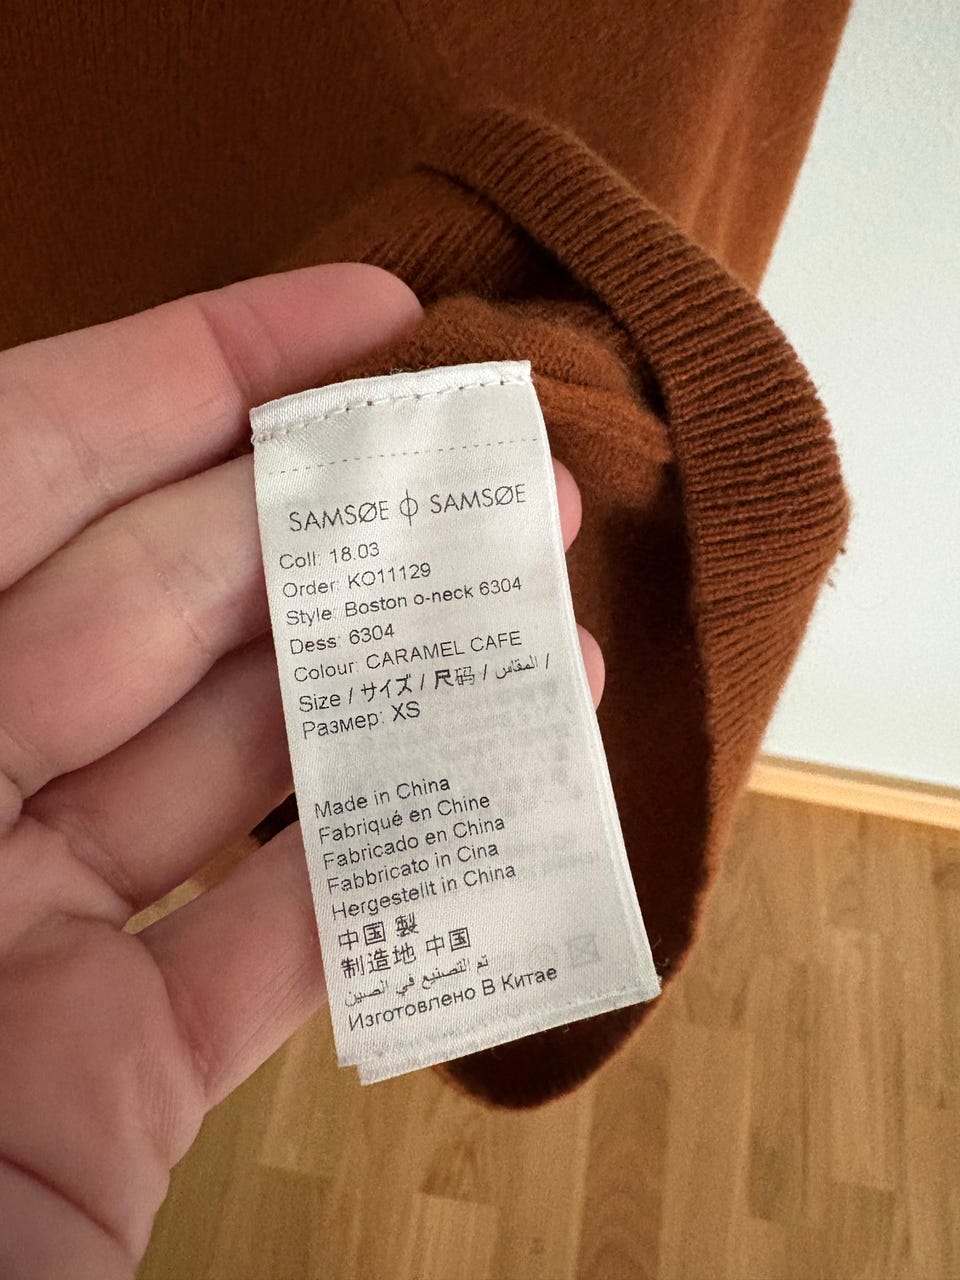 SAMSØE ϕ SAMSØE
Coll: 18.03
Order: KO11129
Style: Boston o-neck 6304
Dess: 6304
Colour: CARAMEL CAFE
Size / サイズ / 尺码 / المقاس /
Размер: XS
Made in China
Fabriqué en Chine
Fabricado en China
Fabbricato in Cina
Hergestellt in China
中国 製
制造地 中国
تم التصنيع في الصين
Изготовлено В Китае